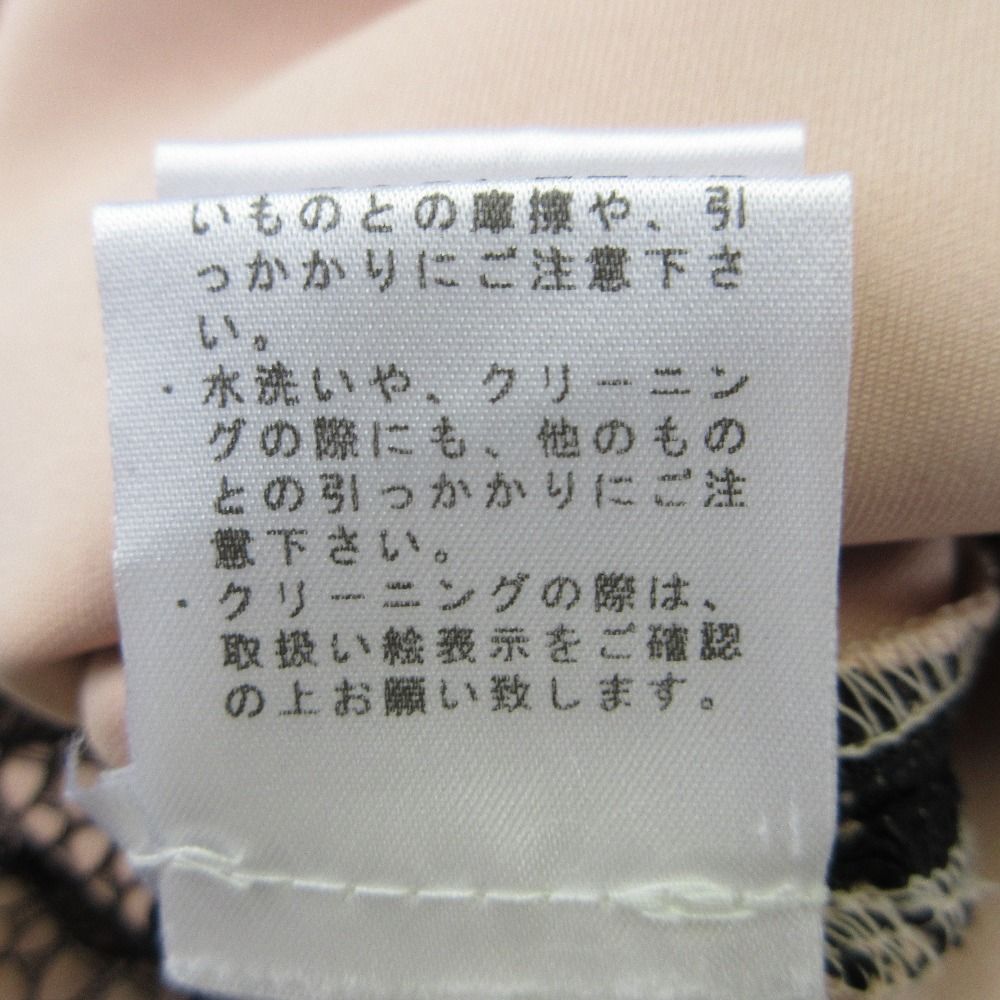 いものとの摩擦や、引
っかかりにご注意下さ
い。
・水洗いや、クリーニン
グの際にも、他のもの
との引っかかりにご注
意下さい。
・クリーニングの際は、
取扱い絵表示をご確認
の上お願い致します。